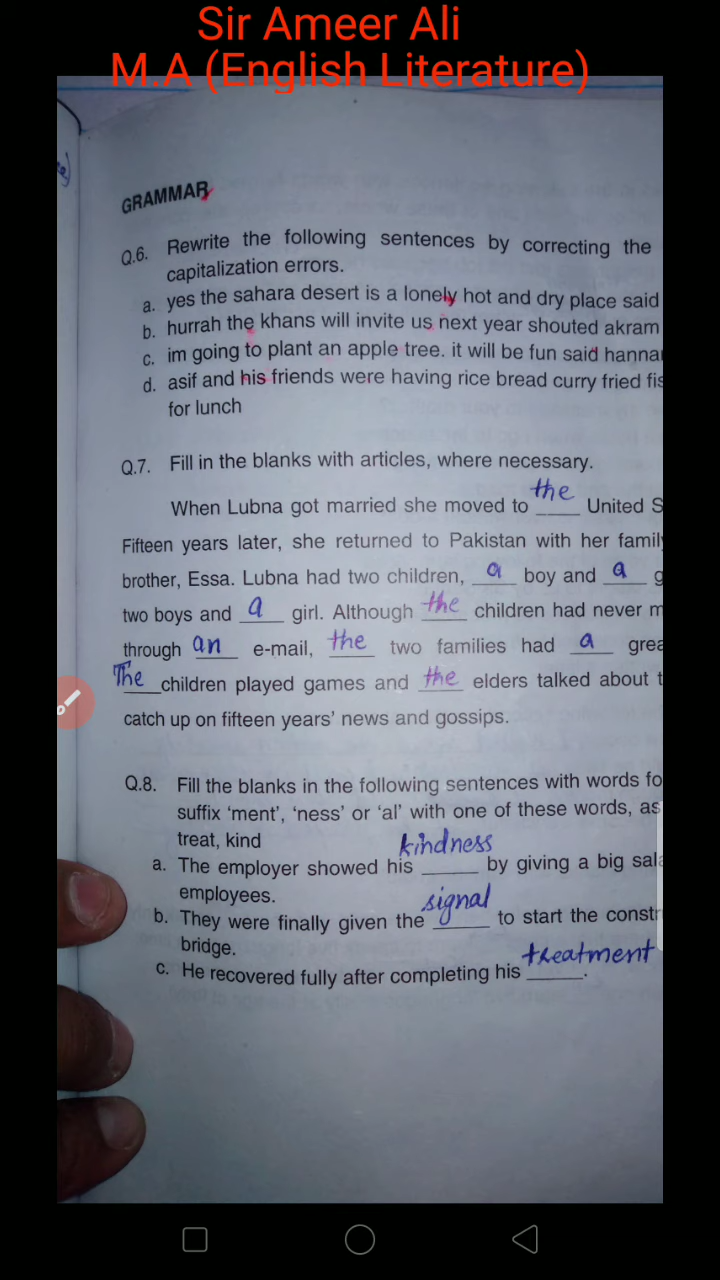 Sir Ameer Ali
M.A (English Literature)
GRAMMAR
Q.6. Rewrite the following sentences by correcting the
capitalization errors.
a. yes the sahara desert is a lonely hot and dry place said
b. hurrah the khans will invite us next year shouted akram
c. im going to plant an apple tree. it will be fun said hanna
d. asif and his friends were having rice bread curry fried fis
for lunch
Q.7. Fill in the blanks with articles, where necessary.
When Lubna got married she moved to the United S
Fifteen years later, she returned to Pakistan with her famil
brother, Essa. Lubna had two children, a boy and a g
two boys and a girl. Although the children had never m
through an e-mail, the two families had a grea
The children played games and the elders talked about t
catch up on fifteen years' news and gossips.
Q.8. Fill the blanks in the following sentences with words fo
suffix 'ment', 'ness' or 'al' with one of these words, as
treat, kind
a. The employer showed his kindness by giving a big sala
employees.
b. They were finally given the signal to start the constr
bridge.
c. He recovered fully after completing his treatment.